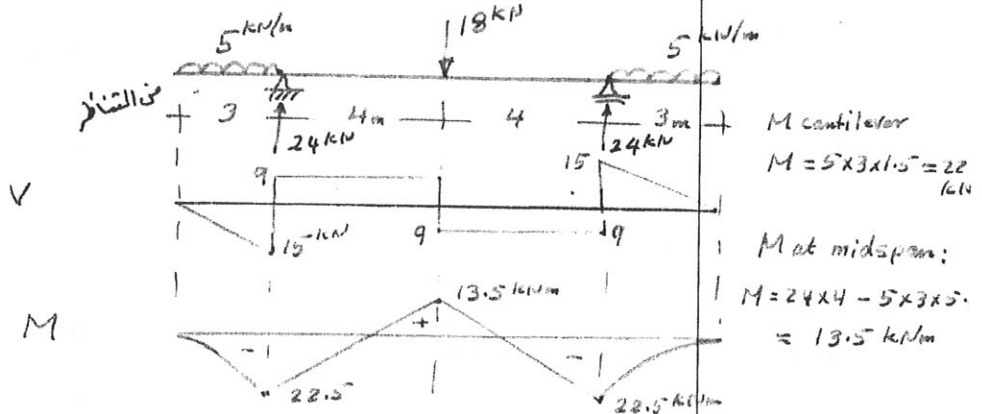 18 kN
5 kN/m
5 kN/m
من التناظر
3
4m
4
3m
M cantilever
24 kN
24 kN
M = 5×3×1.5 = 22
kN
9
15
V
15 kN
9
9
M at midspan:
13.5 kNm
M = 24×4 - 5×3×5.
= 13.5 kNm
M
+
-
-
22.5
22.5 kNm